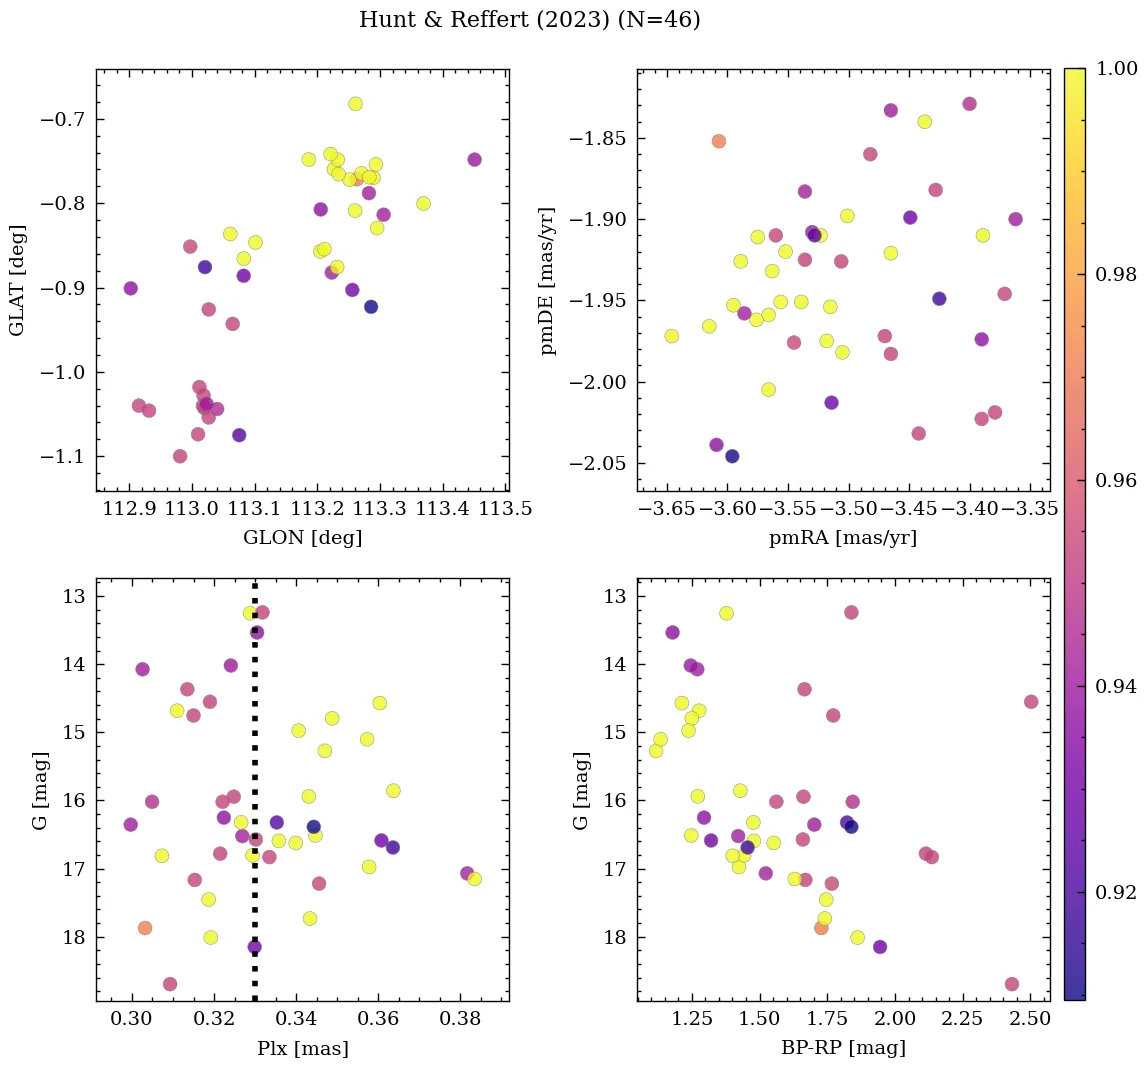 Hunt & Reffert (2023) (N=46)
−0.7
−0.8
−0.9
−1.0
−1.1
GLAT [deg]
112.9 113.0 113.1 113.2 113.3 113.4 113.5
GLON [deg]
−1.85
−1.90
−1.95
−2.00
−2.05
pmDE [mas/yr]
−3.65 −3.60 −3.55 −3.50 −3.45 −3.40 −3.35
pmRA [mas/yr]
1.00
0.98
0.96
0.94
0.92
13
14
15
16
17
18
G [mag]
0.30 0.32 0.34 0.36 0.38
Plx [mas]
13
14
15
16
17
18
G [mag]
1.25 1.50 1.75 2.00 2.25 2.50
BP-RP [mag]